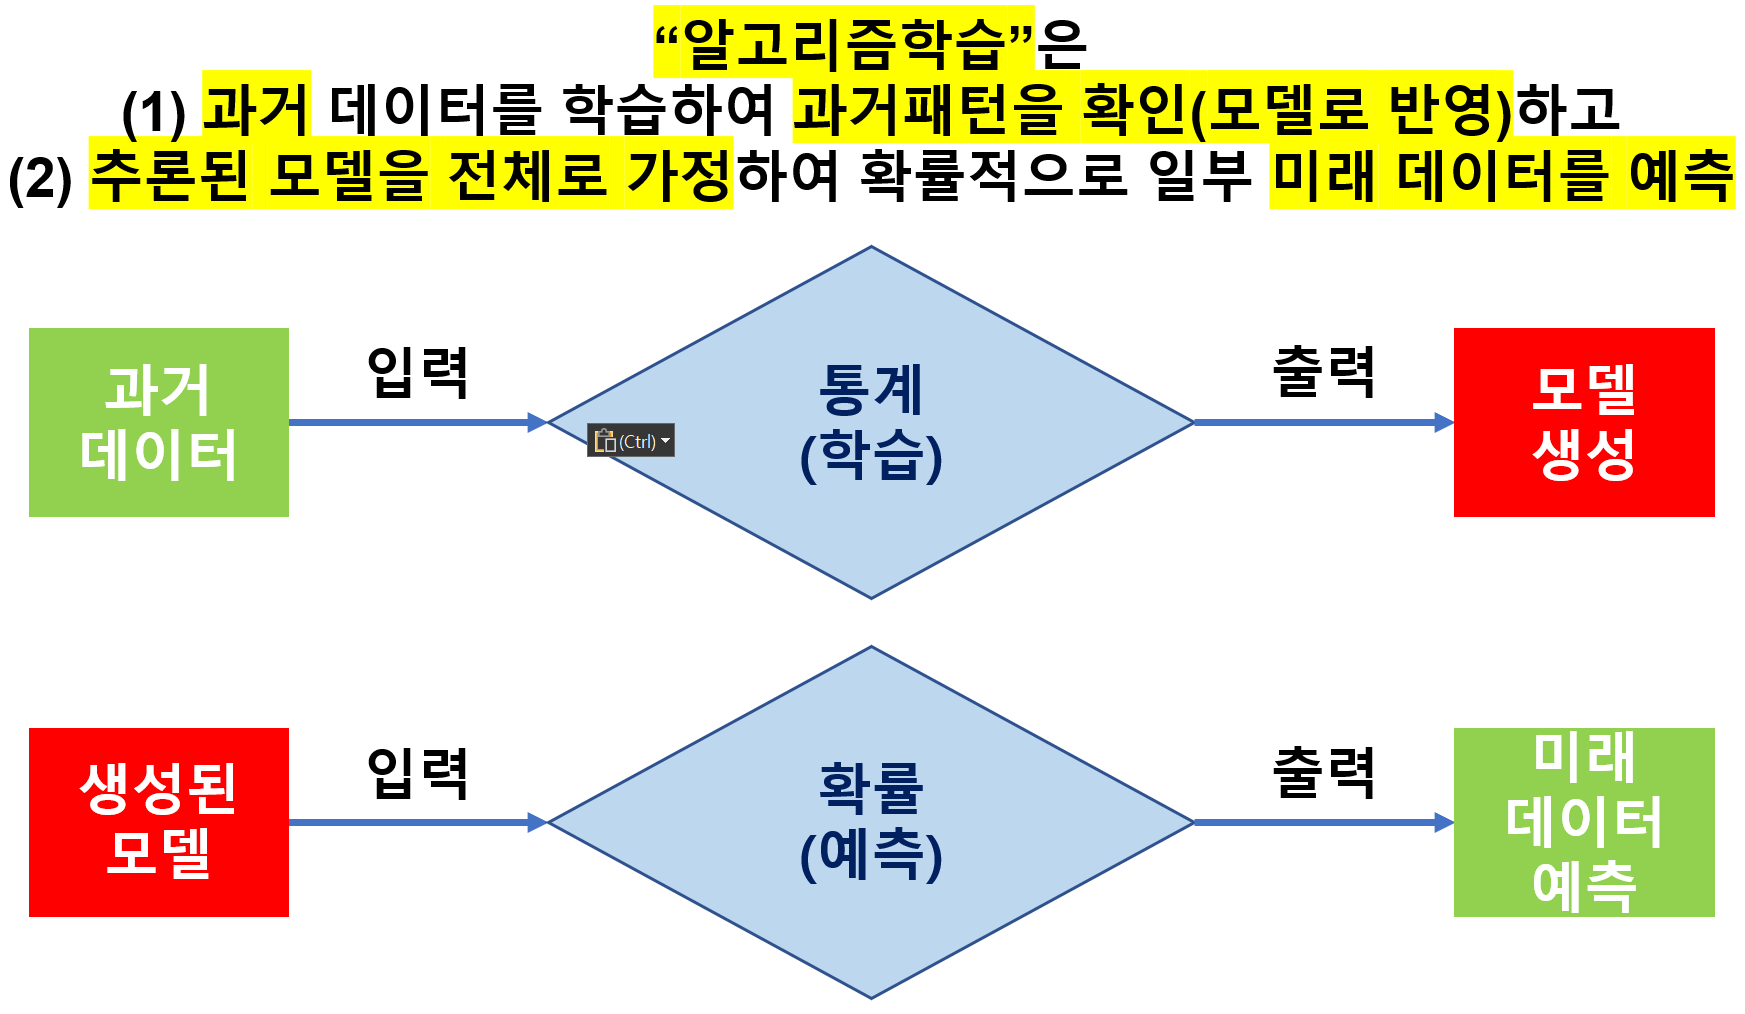 “알고리즘학습”은
(1) 과거 데이터를 학습하여 과거패턴을 확인(모델로 반영)하고
(2) 추론된 모델을 전체로 가정하여 확률적으로 일부 미래 데이터를 예측
과거
데이터
입력
통계
(학습)
(Ctrl)
출력
모델
생성
생성된
모델
입력
확률
(예측)
출력
미래
데이터
예측